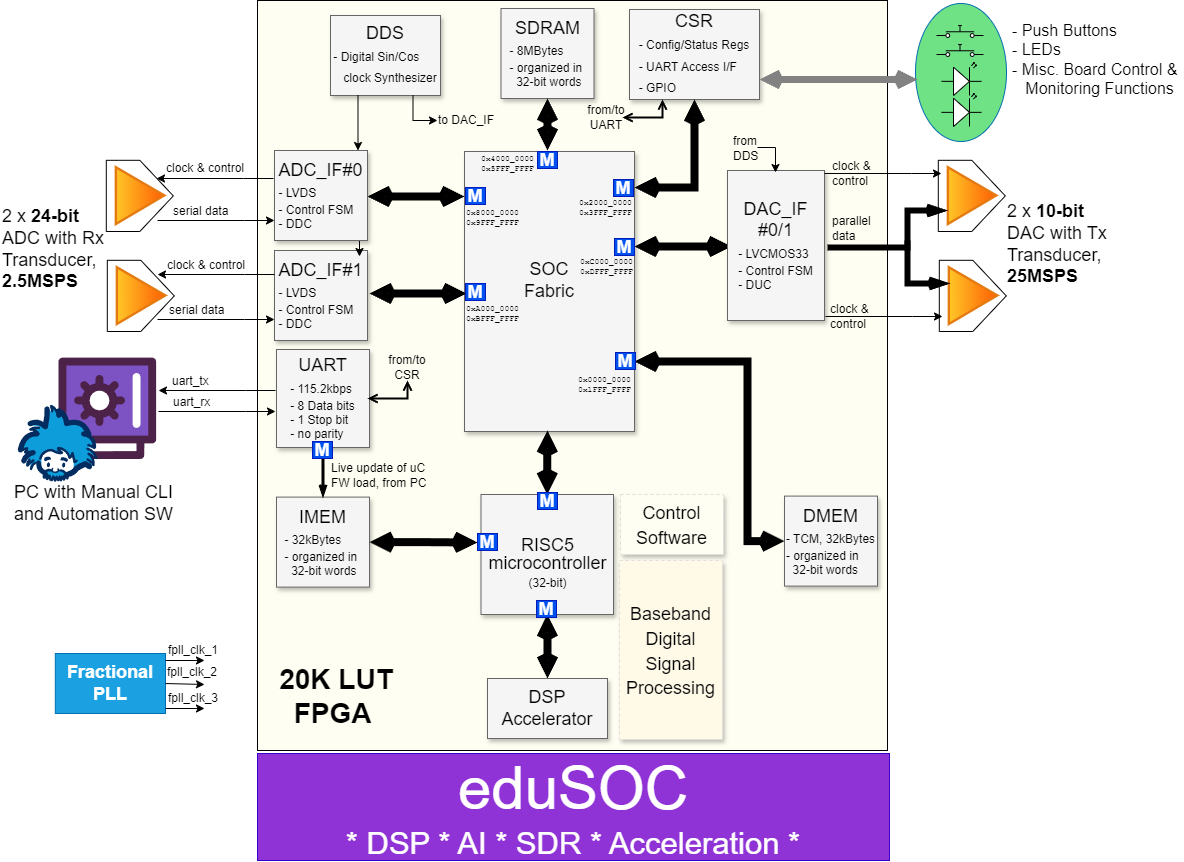 DDS
- Digital Sin/Cos
clock Synthesizer
to DAC_IF
SDRAM
- 8MBytes
- organized in
32-bit words
CSR
- Config/Status Regs
- UART Access I/F
- GPIO
from/to
UART
- Push Buttons
- LEDs
- Misc. Board Control &
Monitoring Functions
2 x 24-bit
ADC with Rx
Transducer,
2.5MSPS
clock & control
serial data
clock & control
serial data
ADC_IF#0
- LVDS
- Control FSM
- DDC
ADC_IF#1
- LVDS
- Control FSM
- DDC
M
0x4000_0000
0x5FFF_FFFF
M
0x8000_0000
0x9FFF_FFFF
M
0x2000_0000
0x3FFF_FFFF
M
0xC000_0000
0xDFFF_FFFF
SOC
Fabric
M
0xA000_0000
0xBFFF_FFFF
M
0x0000_0000
0x1FFF_FFFF
from
DDS
DAC_IF
#0/1
- LVCMOS33
- Control FSM
- DUC
clock &
control
parallel
data
clock &
control
2 x 10-bit
DAC with Tx
Transducer,
25MSPS
uart_tx
uart_rx
PC with Manual CLI
and Automation SW
UART
- 115.2kbps
- 8 Data bits
- 1 Stop bit
- no parity
M
from/to
CSR
Live update of uC
FW load, from PC
IMEM
- 32kBytes
- organized in
32-bit words
M
M
RISC5
microcontroller
(32-bit)
M
DSP
Accelerator
Control
Software
Baseband
Digital
Signal
Processing
DMEM
- TCM, 32kBytes
- organized in
32-bit words
Fractional
PLL
fpll_clk_1
fpll_clk_2
fpll_clk_3
20K LUT
FPGA
eduSOC
* DSP * AI * SDR * Acceleration *